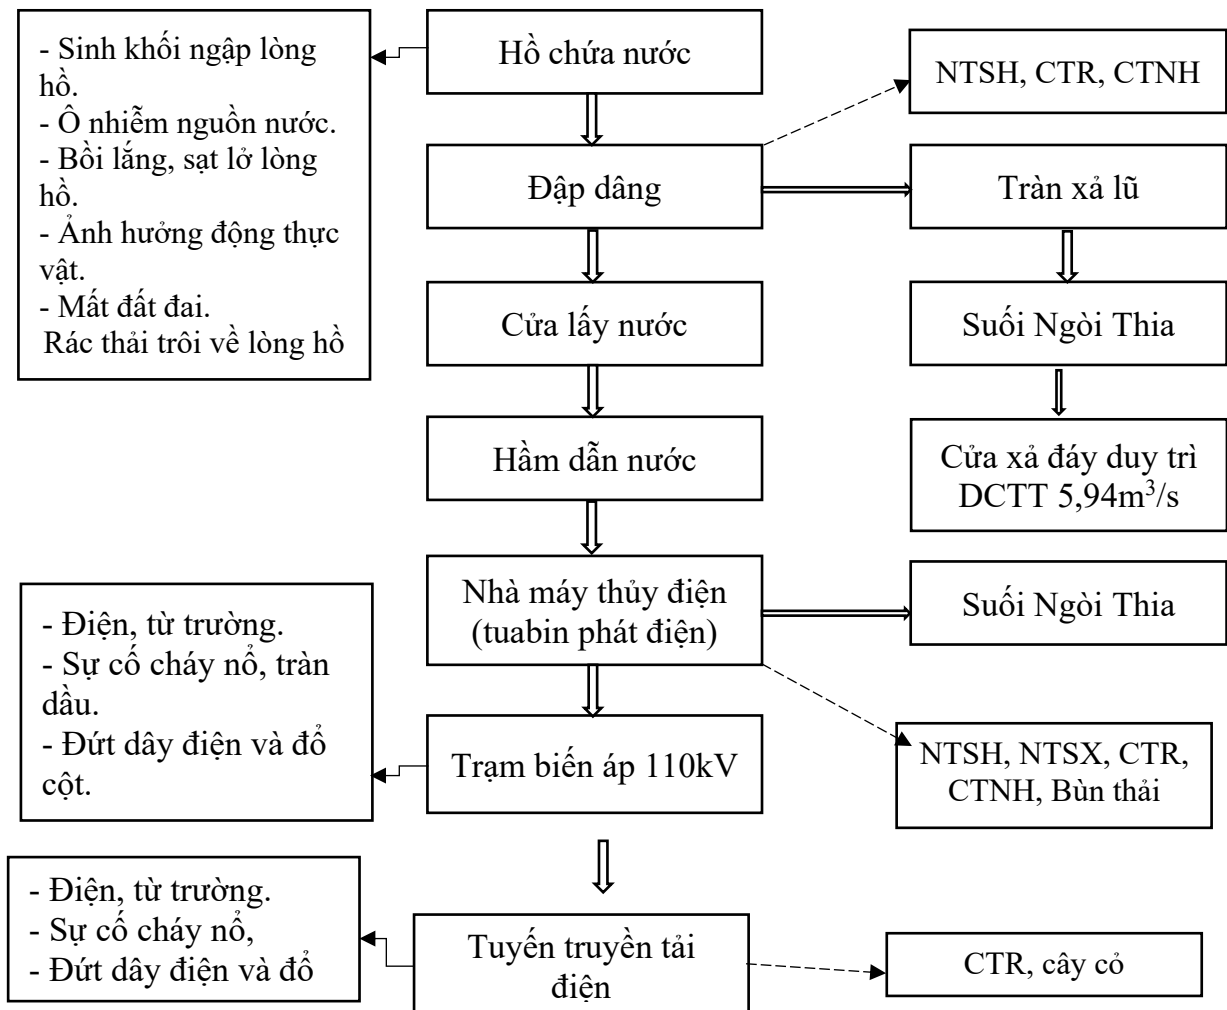 - Sinh khối ngập lòng
hồ.
- Ô nhiễm nguồn nước.
- Bồi lắng, sạt lở lòng
hồ.
- Ảnh hưởng động thực
vật.
- Mất đất đai.
Rác thải trôi về lòng hồ
Hồ chứa nước
NTSH, CTR, CTNH
Đập dâng
Tràn xả lũ
Cửa lấy nước
Suối Ngòi Thia
Hầm dẫn nước
Cửa xả đáy duy trì
DCTT 5,94m³/s
Nhà máy thủy điện
(tuabin phát điện)
Suối Ngòi Thia
- Điện, từ trường.
- Sự cố cháy nổ, tràn
dầu.
- Đứt dây điện và đổ
cột.
Trạm biến áp 110kV
NTSH, NTSX, CTR,
CTNH, Bùn thải
- Điện, từ trường.
- Sự cố cháy nổ,
- Đứt dây điện và đổ
Tuyến truyền tải
điện
CTR, cây cỏ